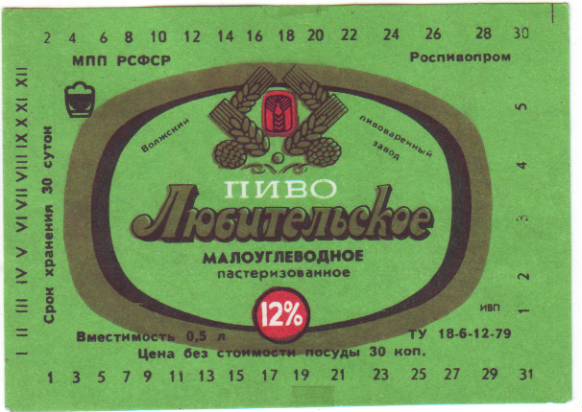 2 4 6 8 10 12 14 16 18 20 22 24 26 28 30
МПП РСФСР
Роспивопром
I II III IV V VI VII VIII IX X XI XII
Срок хранения 30 суток
Волжский
пивоваренный
завод
ПИВО
Любительское
МАЛОУГЛЕВОДНОЕ
пастеризованное
12%
5
4
3
2
1
ИВП
Вместимость 0,5 л
ТУ 18-6-12-79
Цена без стоимости посуды 30 коп.
1 3 5 7 9 11 13 15 17 19 21 23 25 27 29 31